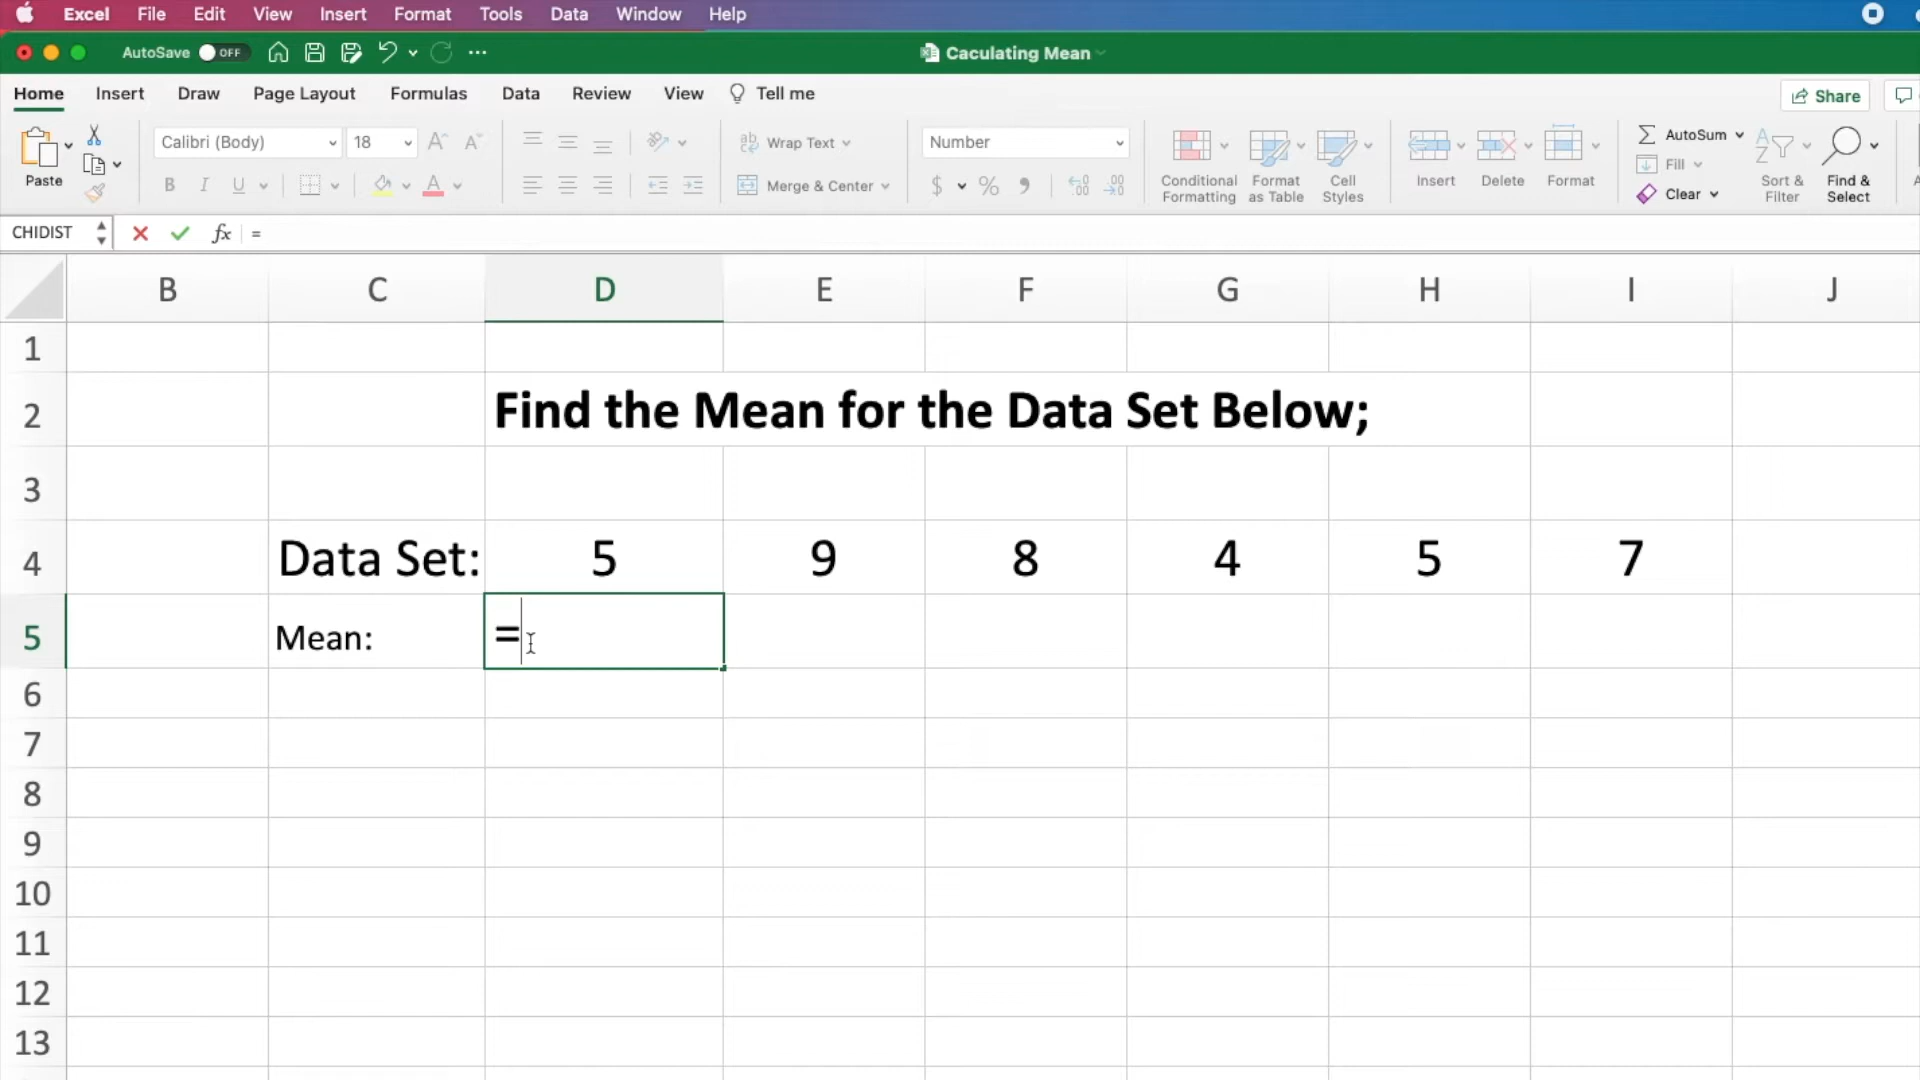 Excel File Edit View Insert Format Tools Data Window Help
AutoSave OFF Caculating Mean
Home Insert Draw Page Layout Formulas Data Review View Tell me Share
Paste Calibri (Body) 18 Wrap Text Number Conditional Formatting Format as Table Cell Styles Insert Delete Format AutoSum Fill Clear Sort & Filter Find & Select
B I U A Merge & Center $ % 9
CHIDIST fx =
B C D E F G H I J
1
2 Find the Mean for the Data Set Below;
3
4 Data Set: 5 9 8 4 5 7
5 Mean: =
6
7
8
9
10
11
12
13